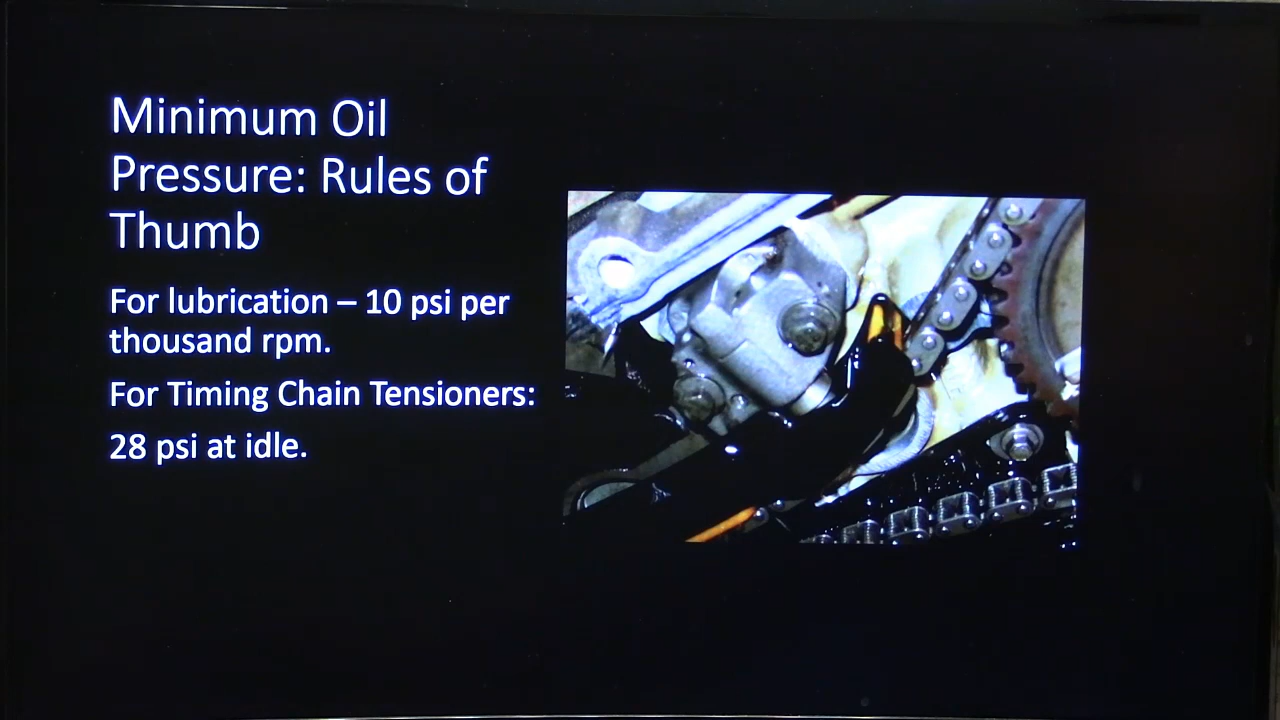 Minimum Oil
Pressure: Rules of
Thumb
For lubrication – 10 psi per
thousand rpm.
For Timing Chain Tensioners:
28 psi at idle.